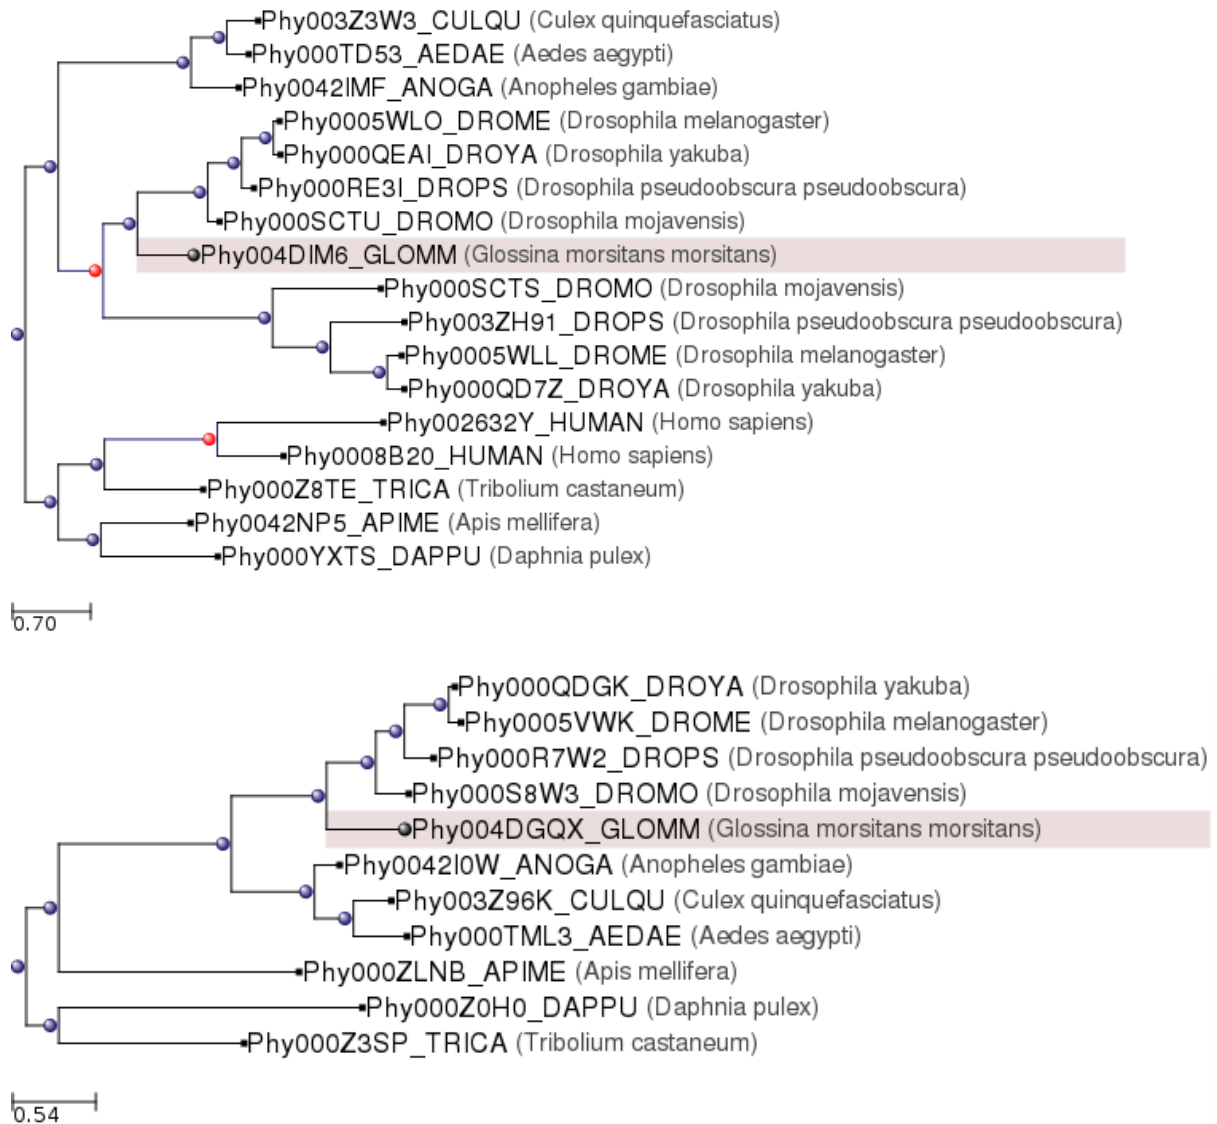 Phy003Z3W3_CULQU (Culex quinquefasciatus)
Phy000TD53_AEDAE (Aedes aegypti)
Phy0042IMF_ANOGA (Anopheles gambiae)
Phy0005WLO_DROME (Drosophila melanogaster)
Phy000QEAI_DROYA (Drosophila yakuba)
Phy000RE3I_DROPS (Drosophila pseudoobscura pseudoobscura)
Phy000SCTU_DROMO (Drosophila mojavensis)
Phy004DIM6_GLOMM (Glossina morsitans morsitans)
Phy000SCTS_DROMO (Drosophila mojavensis)
Phy003ZH91_DROPS (Drosophila pseudoobscura pseudoobscura)
Phy0005WLL_DROME (Drosophila melanogaster)
Phy000QD7Z_DROYA (Drosophila yakuba)
Phy002632Y_HUMAN (Homo sapiens)
Phy0008B20_HUMAN (Homo sapiens)
Phy000Z8TE_TRICA (Tribolium castaneum)
Phy0042NP5_APIME (Apis mellifera)
Phy000YXTS_DAPPU (Daphnia pulex)
0.70
Phy000QDGK_DROYA (Drosophila yakuba)
Phy0005VWK_DROME (Drosophila melanogaster)
Phy000R7W2_DROPS (Drosophila pseudoobscura pseudoobscura)
Phy000S8W3_DROMO (Drosophila mojavensis)
Phy004DGQX_GLOMM (Glossina morsitans morsitans)
Phy0042I0W_ANOGA (Anopheles gambiae)
Phy003Z96K_CULQU (Culex quinquefasciatus)
Phy000TML3_AEDAE (Aedes aegypti)
Phy000ZLNB_APIME (Apis mellifera)
Phy000Z0H0_DAPPU (Daphnia pulex)
Phy000Z3SP_TRICA (Tribolium castaneum)
0.54